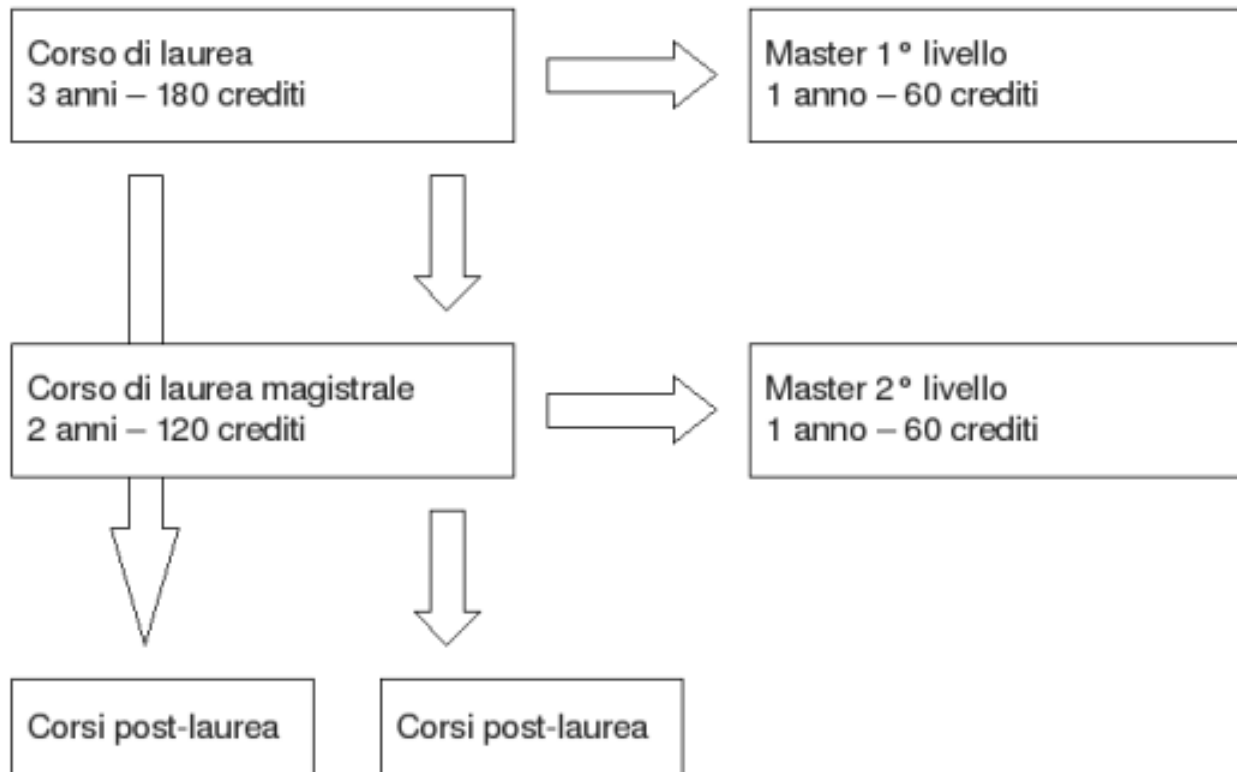 Corso di laurea
3 anni – 180 crediti
Master 1° livello
1 anno – 60 crediti
Corso di laurea magistrale
2 anni – 120 crediti
Master 2° livello
1 anno – 60 crediti
Corsi post-laurea
Corsi post-laurea